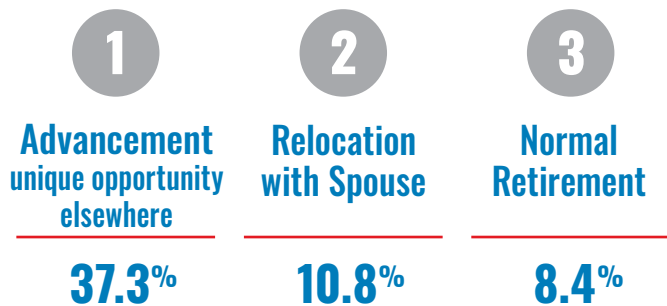 1
Advancement
unique opportunity
elsewhere
37.3%
2
Relocation
with Spouse
10.8%
3
Normal
Retirement
8.4%